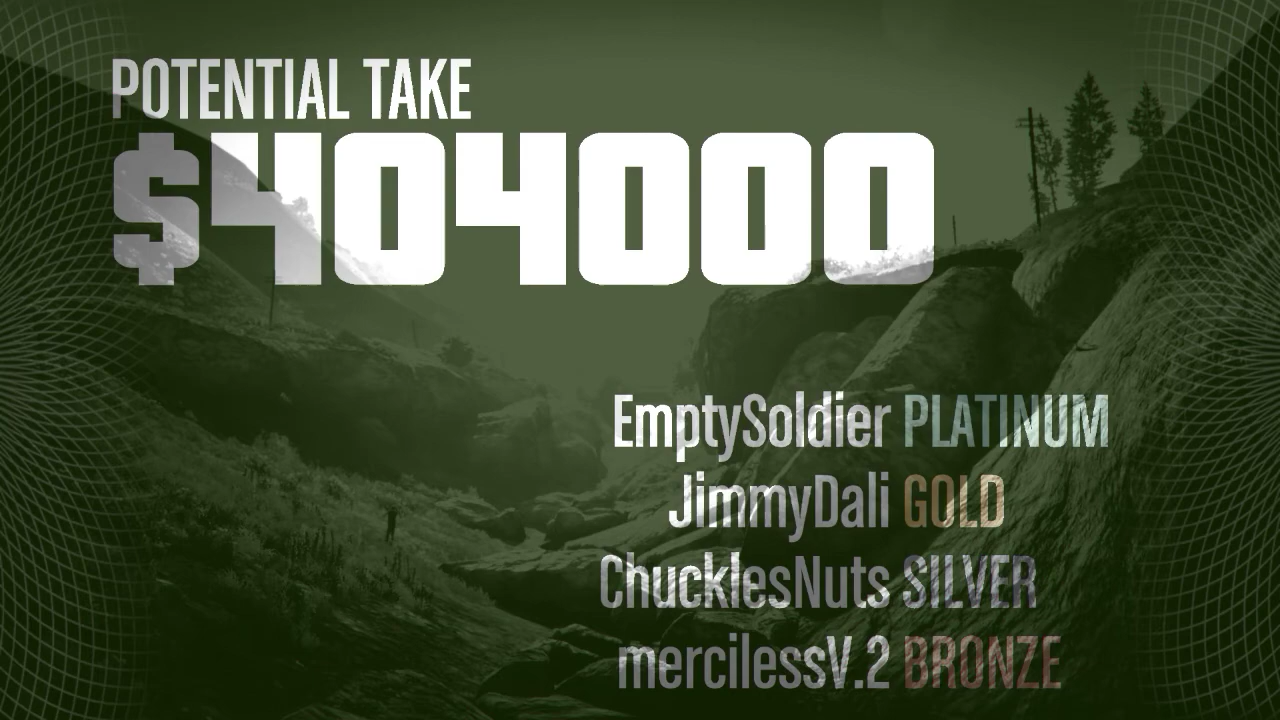 POTENTIAL TAKE
$404000
EmptySoldier PLATINUM
JimmyDali GOLD
ChucklesNuts SILVER
mercilessV.2 BRONZE